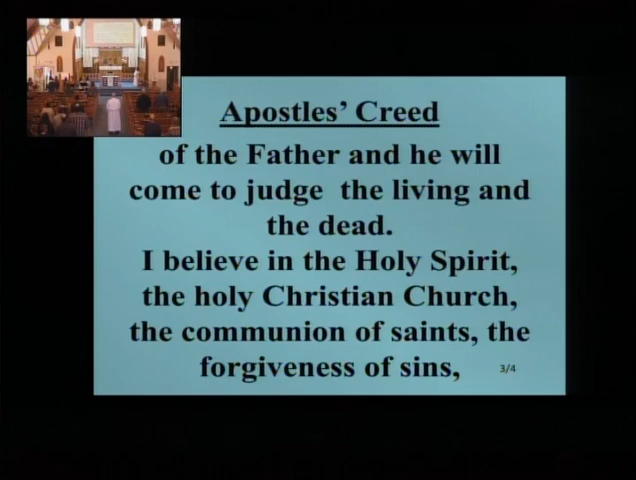 Apostles' Creed
of the Father and he will
come to judge the living and
the dead.
I believe in the Holy Spirit,
the holy Christian Church,
the communion of saints, the
forgiveness of sins,
3/4